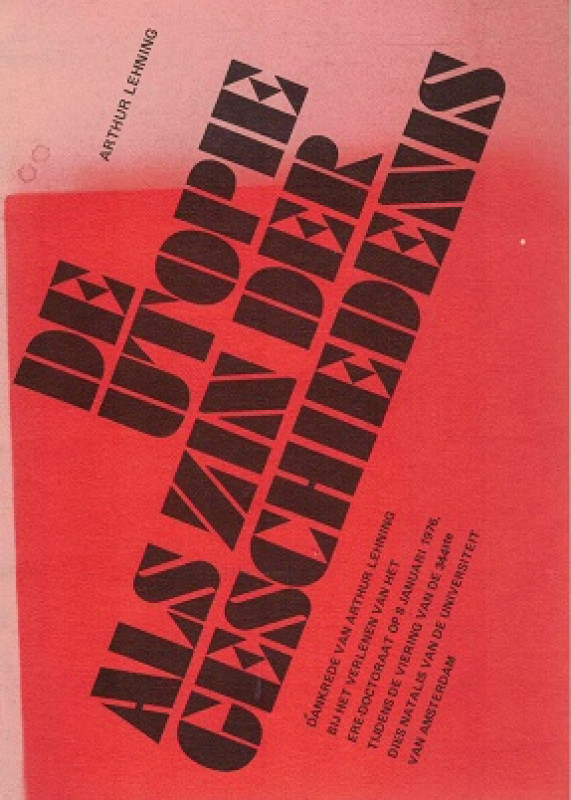 ARTHUR LEHNING
DE
UTOPIE
ALS ZIN DER
GESCHIEDENIS
DANKREDE VAN ARTHUR LEHNING
BIJ HET VERLENEN VAN HET
ERE-DOCTORAAT OP 8 JANUARI 1976,
TIJDENS DE VIERING VAN DE 344ste
DIES NATALIS VAN DE UNIVERSITEIT
VAN AMSTERDAM